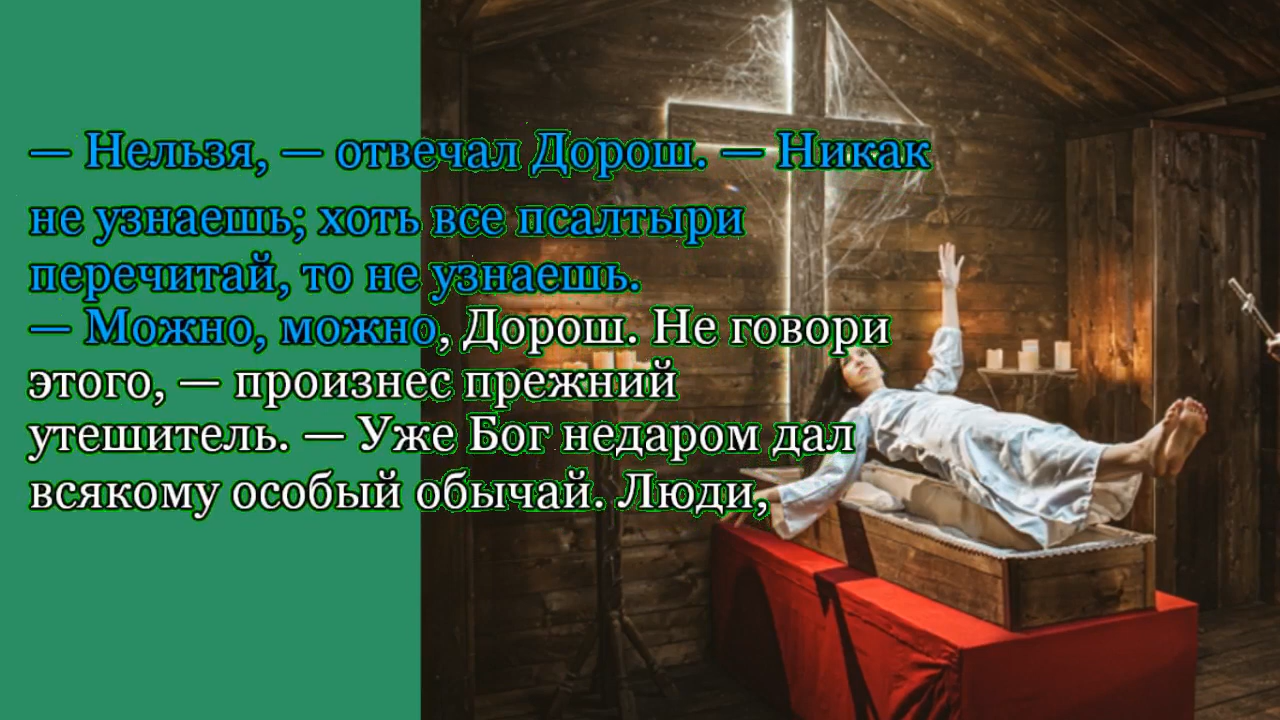 — Нельзя, — отвечал Дорош. — Никак
не узнаешь; хоть все псалтыри
перечитай, то не узнаешь.
— Можно, можно, Дорош. Не говори
этого, — произнес прежний
утешитель. — Уже Бог недаром дал
всякому особый обычай. Люди,